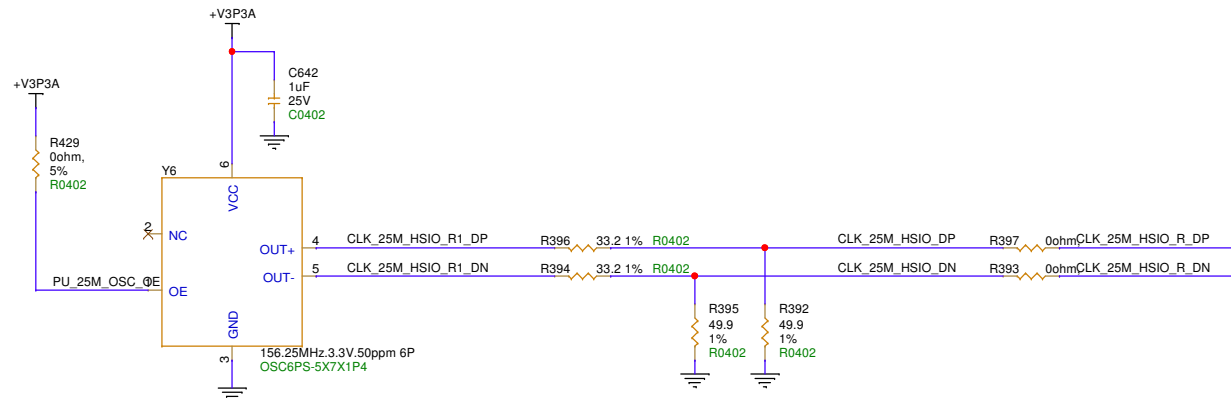 +V3P3A
C642
1uF
25V
C0402
+V3P3A
R429
0ohm,
5%
R0402
Y6
6
VCC
2
NC
OUT+
4
CLK_25M_HSIO_R1_DP
R396
33.2 1%
R0402
CLK_25M_HSIO_DP
R397
0ohm,
CLK_25M_HSIO_R_DP
OUT-
5
CLK_25M_HSIO_R1_DN
R394
33.2 1%
R0402
CLK_25M_HSIO_DN
R393
0ohm,
CLK_25M_HSIO_R_DN
PU_25M_OSC_OE
1
OE
GND
3
R395
49.9
1%
R0402
R392
49.9
1%
R0402
156.25MHz.3.3V.50ppm 6P
OSC6PS-5X7X1P4